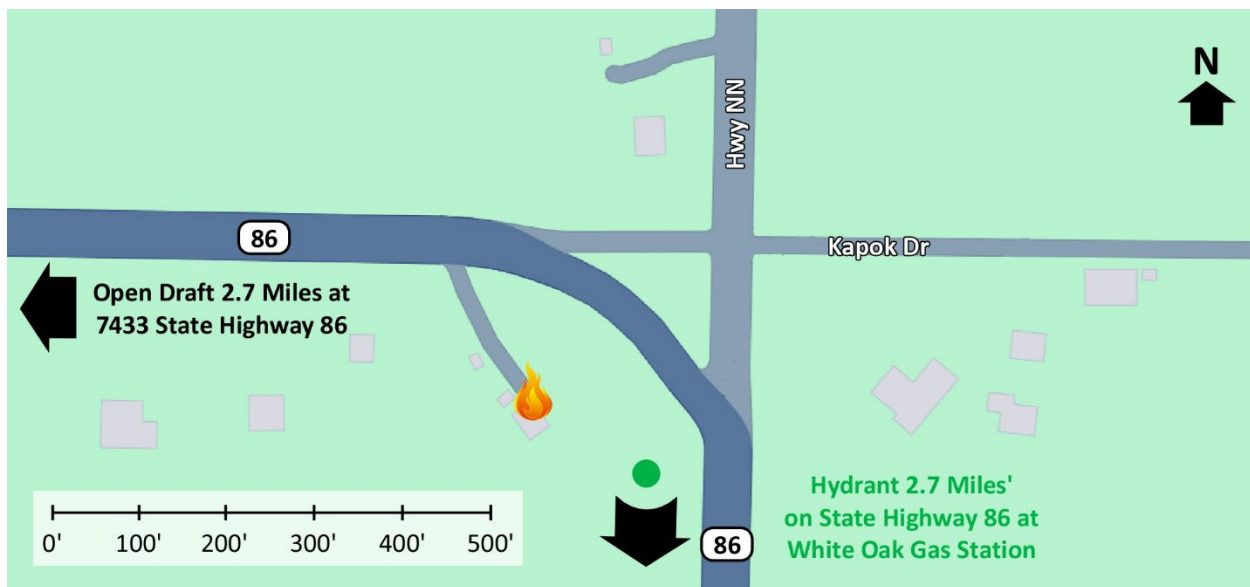 N
Hwy NN
86
Kapok Dr
Open Draft 2.7 Miles at
7433 State Highway 86
Hydrant 2.7 Miles'
on State Highway 86 at
White Oak Gas Station
86
0' 100' 200' 300' 400' 500'